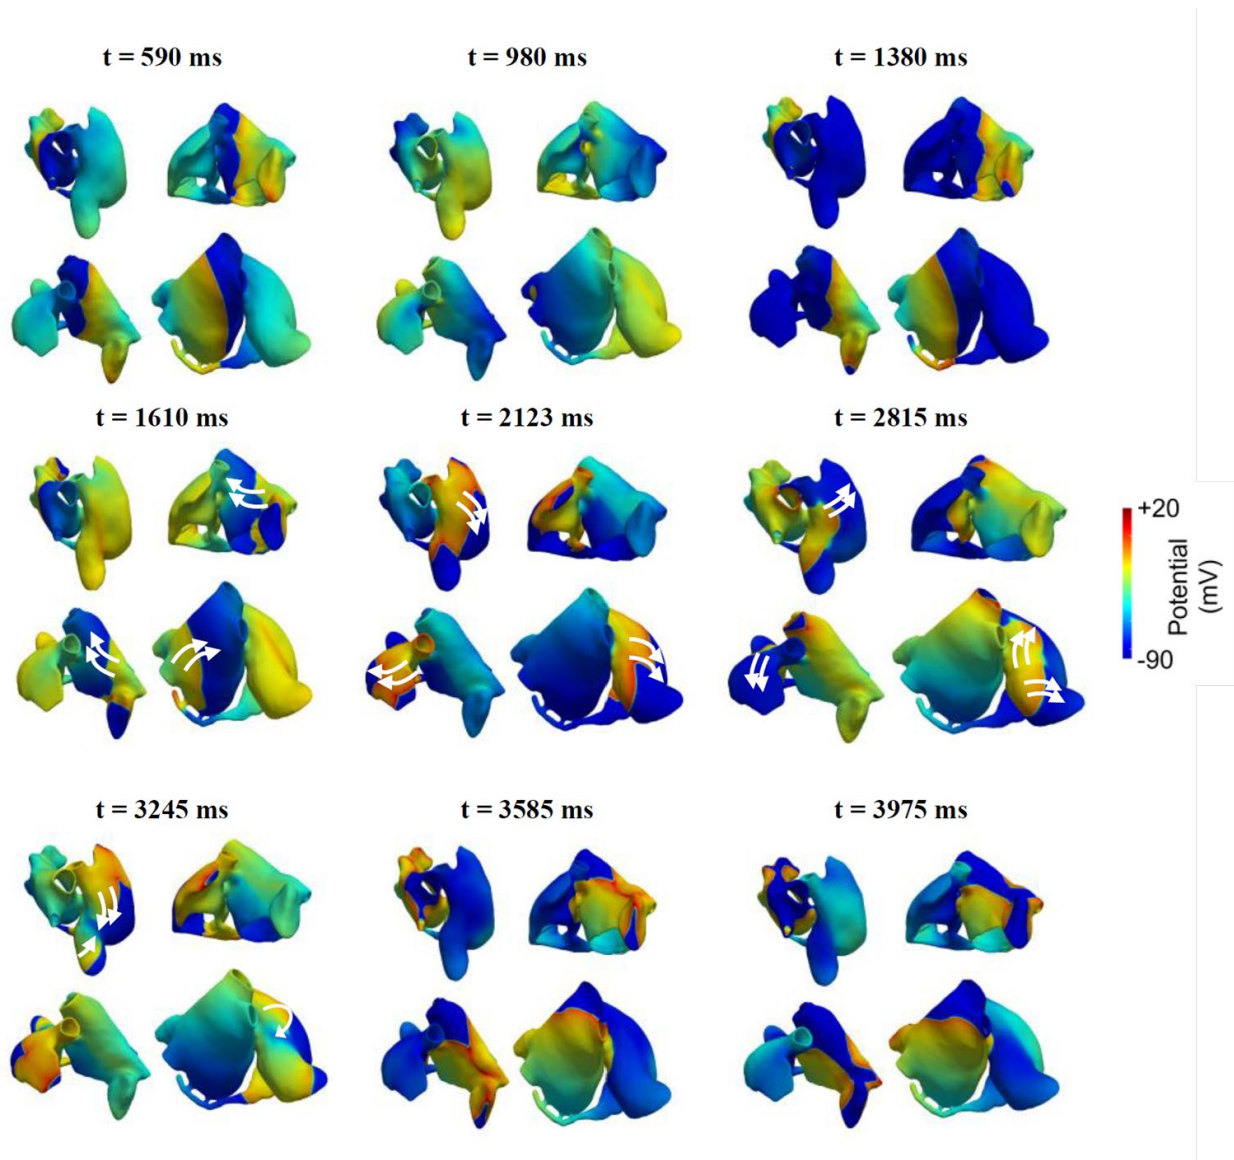 t = 590 ms
t = 980 ms
t = 1380 ms
t = 1610 ms
t = 2123 ms
t = 2815 ms
+20
Potential
(mV)
-90
t = 3245 ms
t = 3585 ms
t = 3975 ms